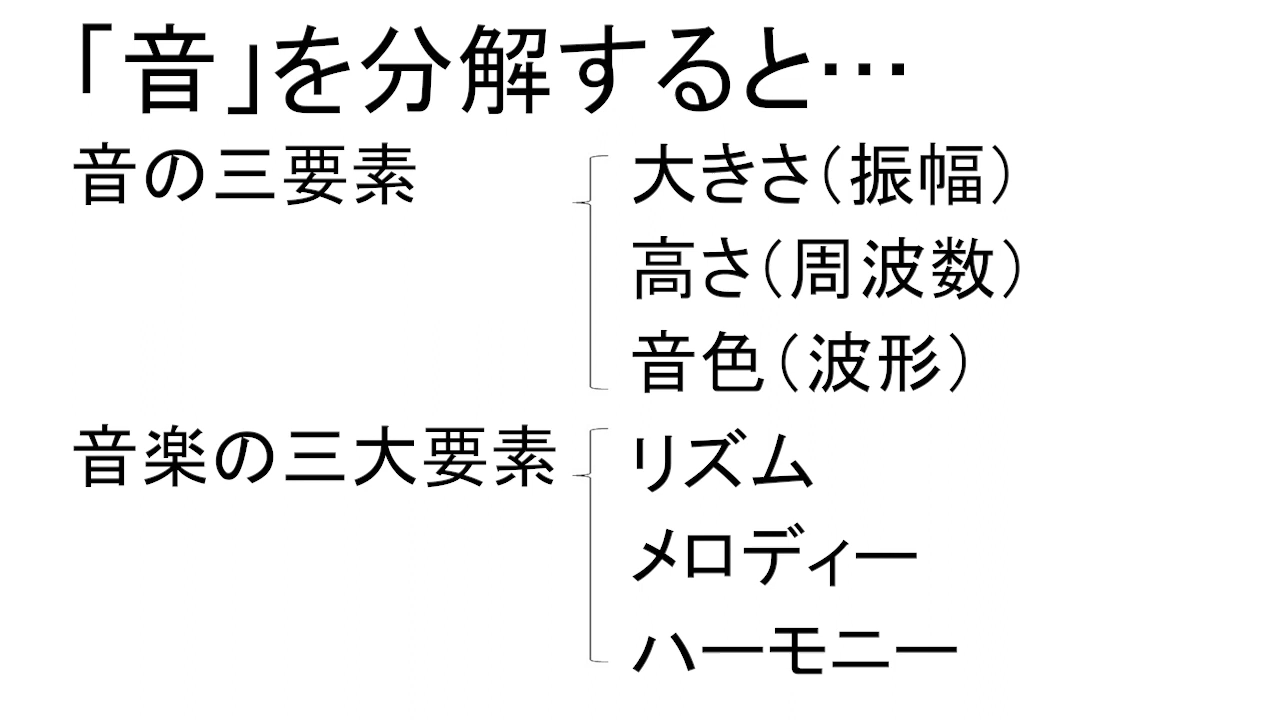 「音」を分解すると…
音の三要素
大きさ(振幅)
高さ(周波数)
音色(波形)
音楽の三大要素
リズム
メロディー
ハーモニー